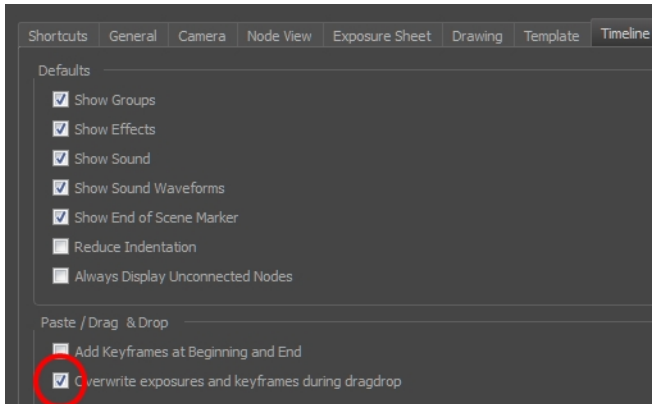 Shortcuts General Camera Node View Exposure Sheet Drawing Template Timeline
Defaults
Show Groups
Show Effects
Show Sound
Show Sound Waveforms
Show End of Scene Marker
Reduce Indentation
Always Display Unconnected Nodes
Paste / Drag & Drop
Add Keyframes at Beginning and End
Overwrite exposures and keyframes during dragdrop